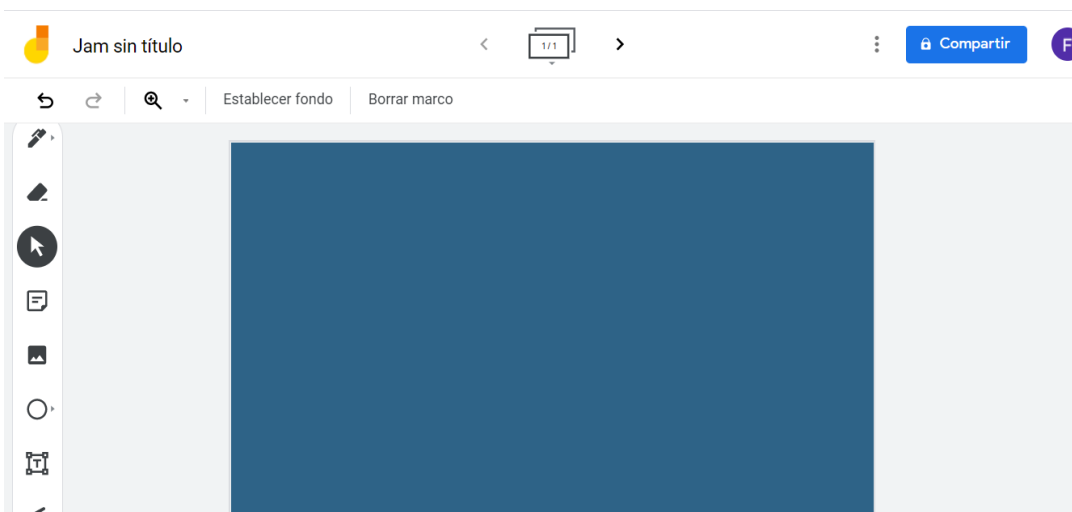 Jam sin título
1/1
Compartir
F
Establecer fondo
Borrar marco
T